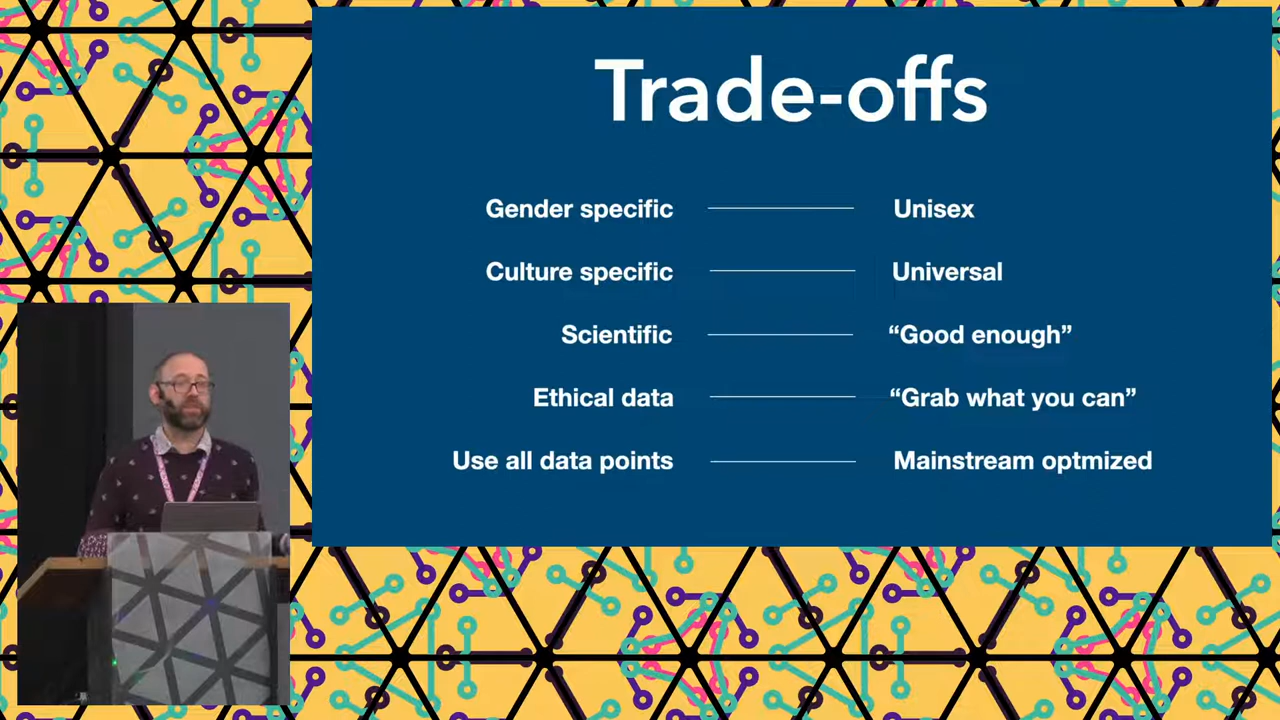 Trade-offs
Gender specific Unisex
Culture specific Universal
Scientific “Good enough”
Ethical data “Grab what you can”
Use all data points Mainstream optmized